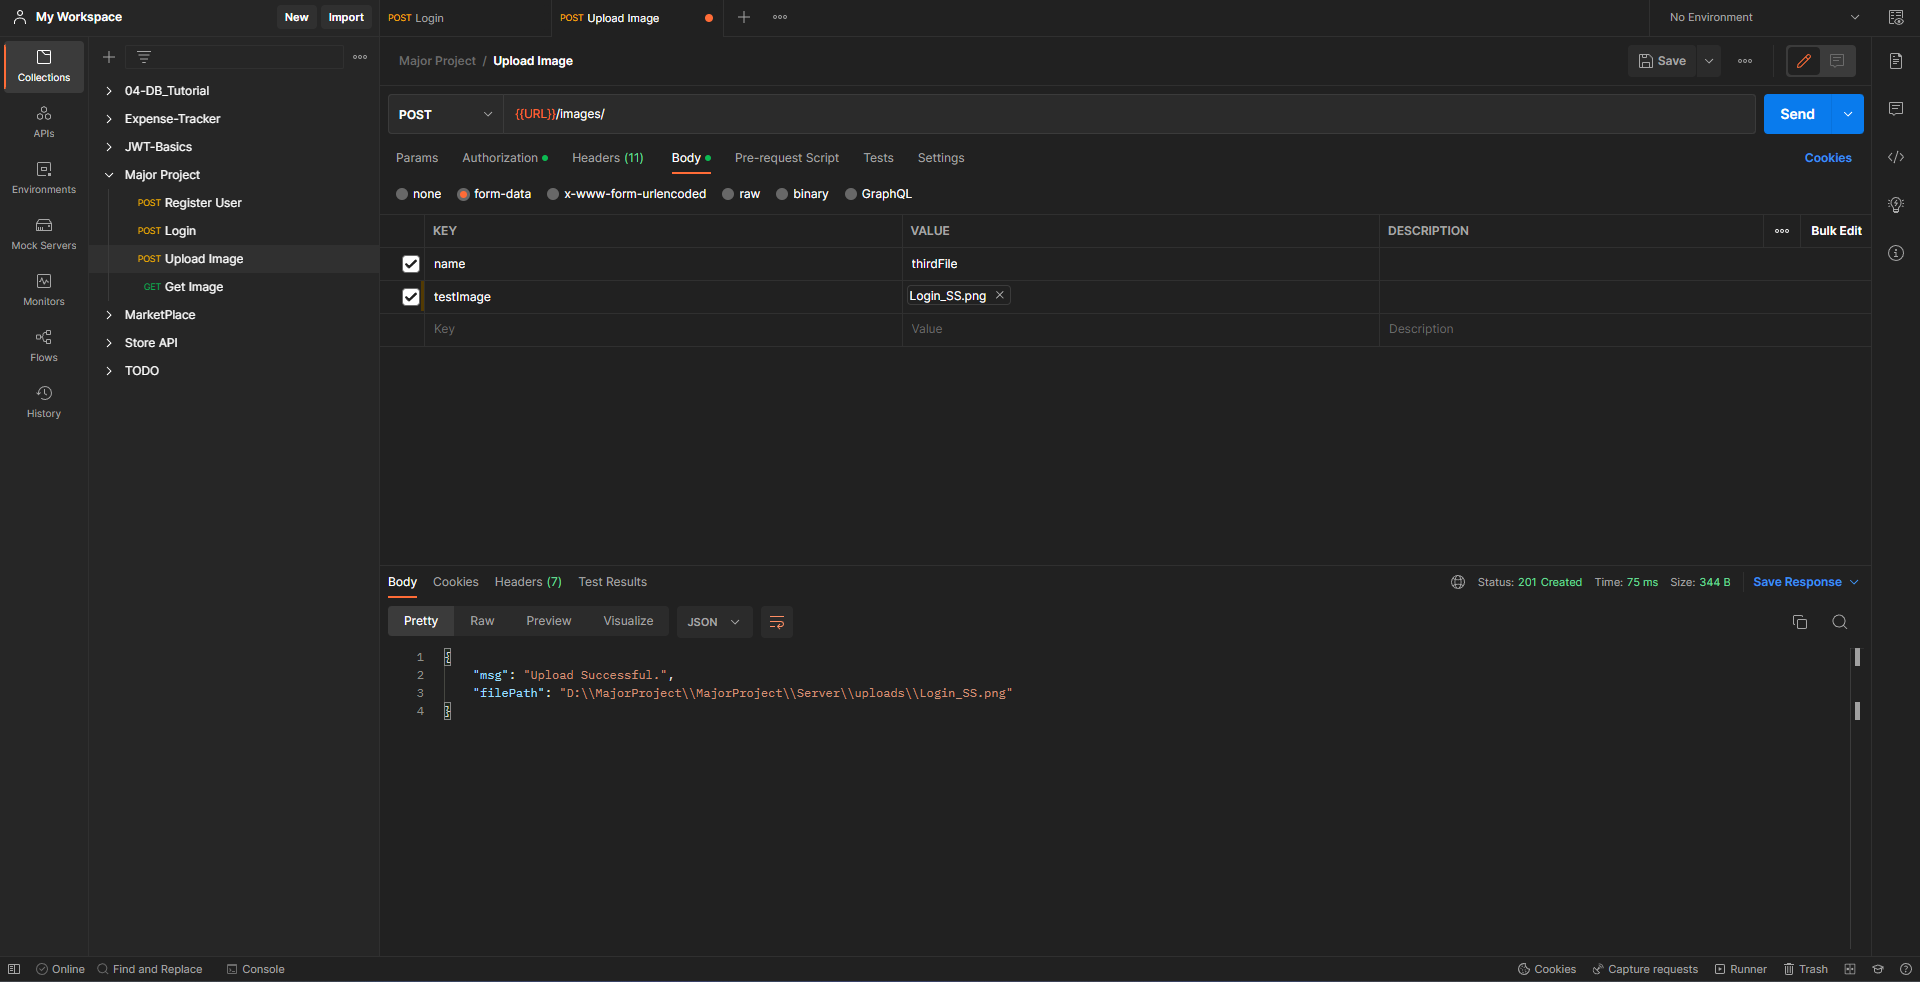 My Workspace New Import
POST Login
POST Upload Image
No Environment
Collections
APIs
Environments
Mock Servers
Monitors
Flows
History
04-DB_Tutorial
Expense-Tracker
JWT-Basics
Major Project
POST Register User
POST Login
POST Upload Image
GET Get Image
MarketPlace
Store API
TODO
Major Project / Upload Image
Save
POST {{URL}}/images/ Send
Params Authorization Headers (11) Body Pre-request Script Tests Settings Cookies
none form-data x-www-form-urlencoded raw binary GraphQL
KEY VALUE DESCRIPTION Bulk Edit
name thirdFile
testImage Login_SS.png
Key Value Description
Body Cookies Headers (7) Test Results Status: 201 Created Time: 75 ms Size: 344 B Save Response
Pretty Raw Preview Visualize JSON
1 {
2 "msg": "Upload Successful.",
3 "filePath": "D:\\MajorProject\\MajorProject\\Server\\uploads\\Login_SS.png"
4 }
Online Find and Replace Console Cookies Capture requests Runner Trash